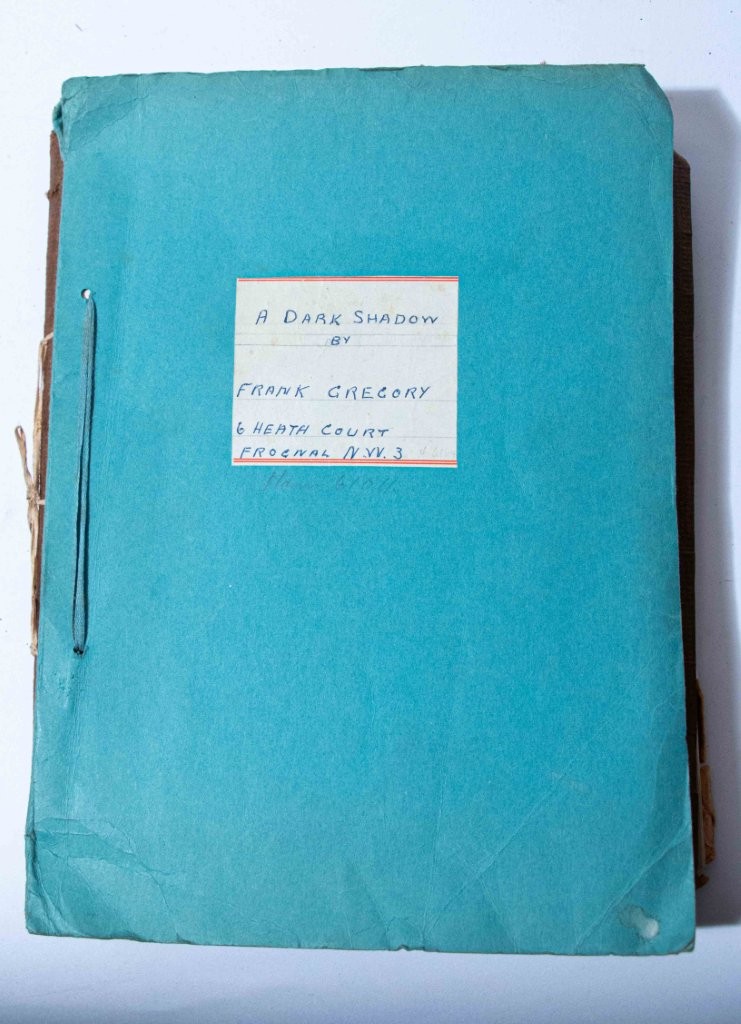 A DARK SHADOW
BY
FRANK GREGORY
6 HEATH COURT
FROGNAL N.W. 3